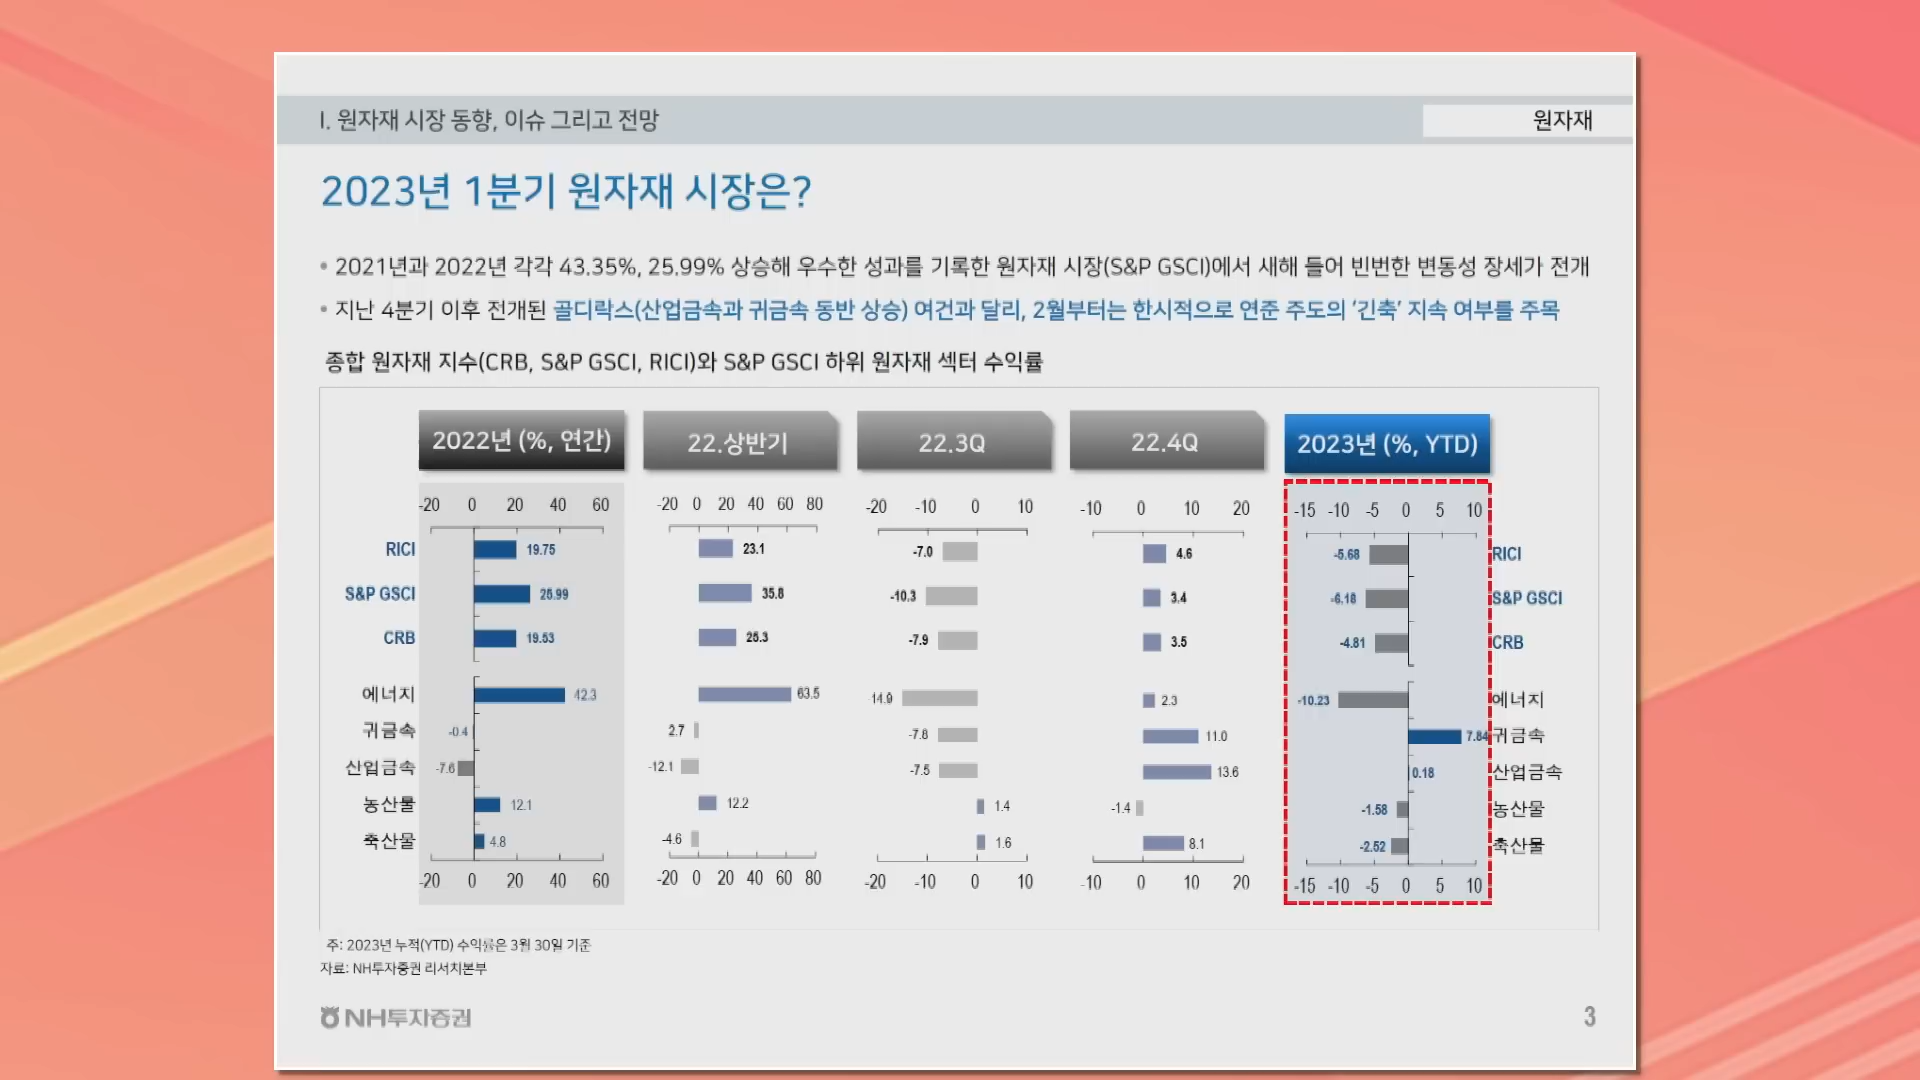 I. 원자재 시장 동향, 이슈 그리고 전망
원자재
2023년 1분기 원자재 시장은?
• 2021년과 2022년 각각 43.35%, 25.99% 상승해 우수한 성과를 기록한 원자재 시장(S&P GSCI)에서 새해 들어 빈번한 변동성 장세가 전개
• 지난 4분기 이후 전개된 골디락스(산업금속과 귀금속 동반 상승) 여건과 달리, 2월부터는 한시적으로 연준 주도의 ‘긴축’ 지속 여부를 주목
종합 원자재 지수(CRB, S&P GSCI, RICI)와 S&P GSCI 하위 원자재 섹터 수익률
2022년 (%, 연간) 22.상반기 22.3Q 22.4Q 2023년 (%, YTD)
-20 0 20 40 60 -20 0 20 40 60 80 -20 -10 0 10 -10 0 10 20 -15 -10 -5 0 5 10
RICI 19.75 23.1 -7.0 4.6 -5.68 RICI
S&P GSCI 25.99 35.8 -10.3 3.4 -6.18 S&P GSCI
CRB 19.53 25.3 -7.9 3.5 -4.81 CRB
에너지 42.3 63.5 14.9 2.3 -10.23 에너지
귀금속 -0.4 2.7 -7.8 11.0 7.84 귀금속
산업금속 -7.6 -12.1 -7.5 13.6 0.18 산업금속
농산물 12.1 12.2 1.4 -1.4 -1.58 농산물
축산물 4.8 -4.6 1.6 8.1 -2.52 축산물
-20 0 20 40 60 -20 0 20 40 60 80 -20 -10 0 10 -10 0 10 20 -15 -10 -5 0 5 10
주: 2023년 누적(YTD) 수익률은 3월 30일 기준
자료: NH투자증권 리서치본부
NH투자증권
3